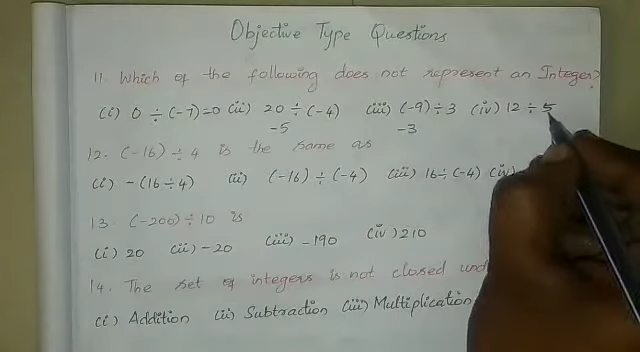 Objective Type Questions
11. Which of the following does not represent an Integer?
(i) 0 ÷ (-7)=0 (ii) 20 ÷ (-4) (iii) (-9) ÷ 3 (iv) 12 ÷ 5
-5 -3
12. (-16) ÷ 4 is the same as
(i) -(16 ÷ 4) (ii) (-16) ÷ (-4) (iii) 16 ÷ (-4) (iv)
13. (-200) ÷ 10 is
(i) 20 (ii) -20 (iii) -190 (iv) 210
14. The set of integers is not closed und
(i) Addition (ii) Subtraction (iii) Multiplication